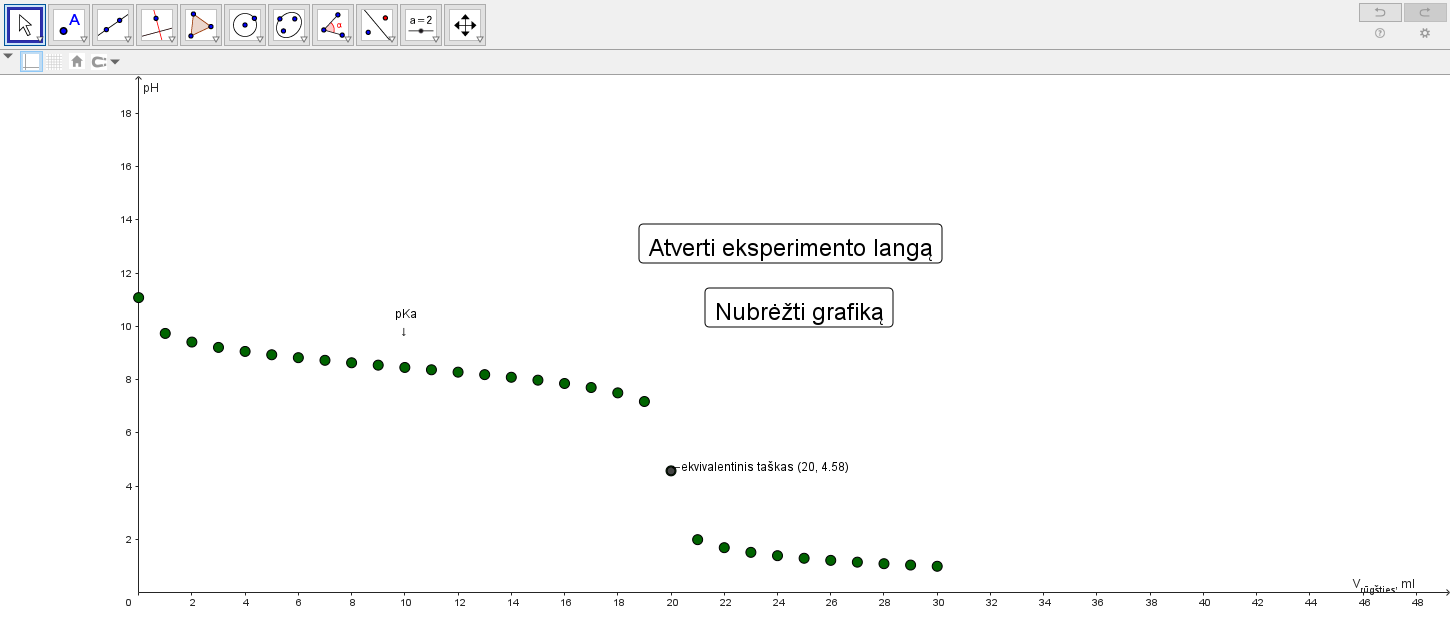 A
α
a=2
pH
18
16
14
Atverti eksperimento langą
12
Nubrėžti grafiką
pKa
↓
10
8
6
ekvivalentinis taškas (20, 4.58)
4
2
Vrūgšties, ml
0 2 4 6 8 10 12 14 16 18 20 22 24 26 28 30 32 34 36 38 40 42 44 46 48